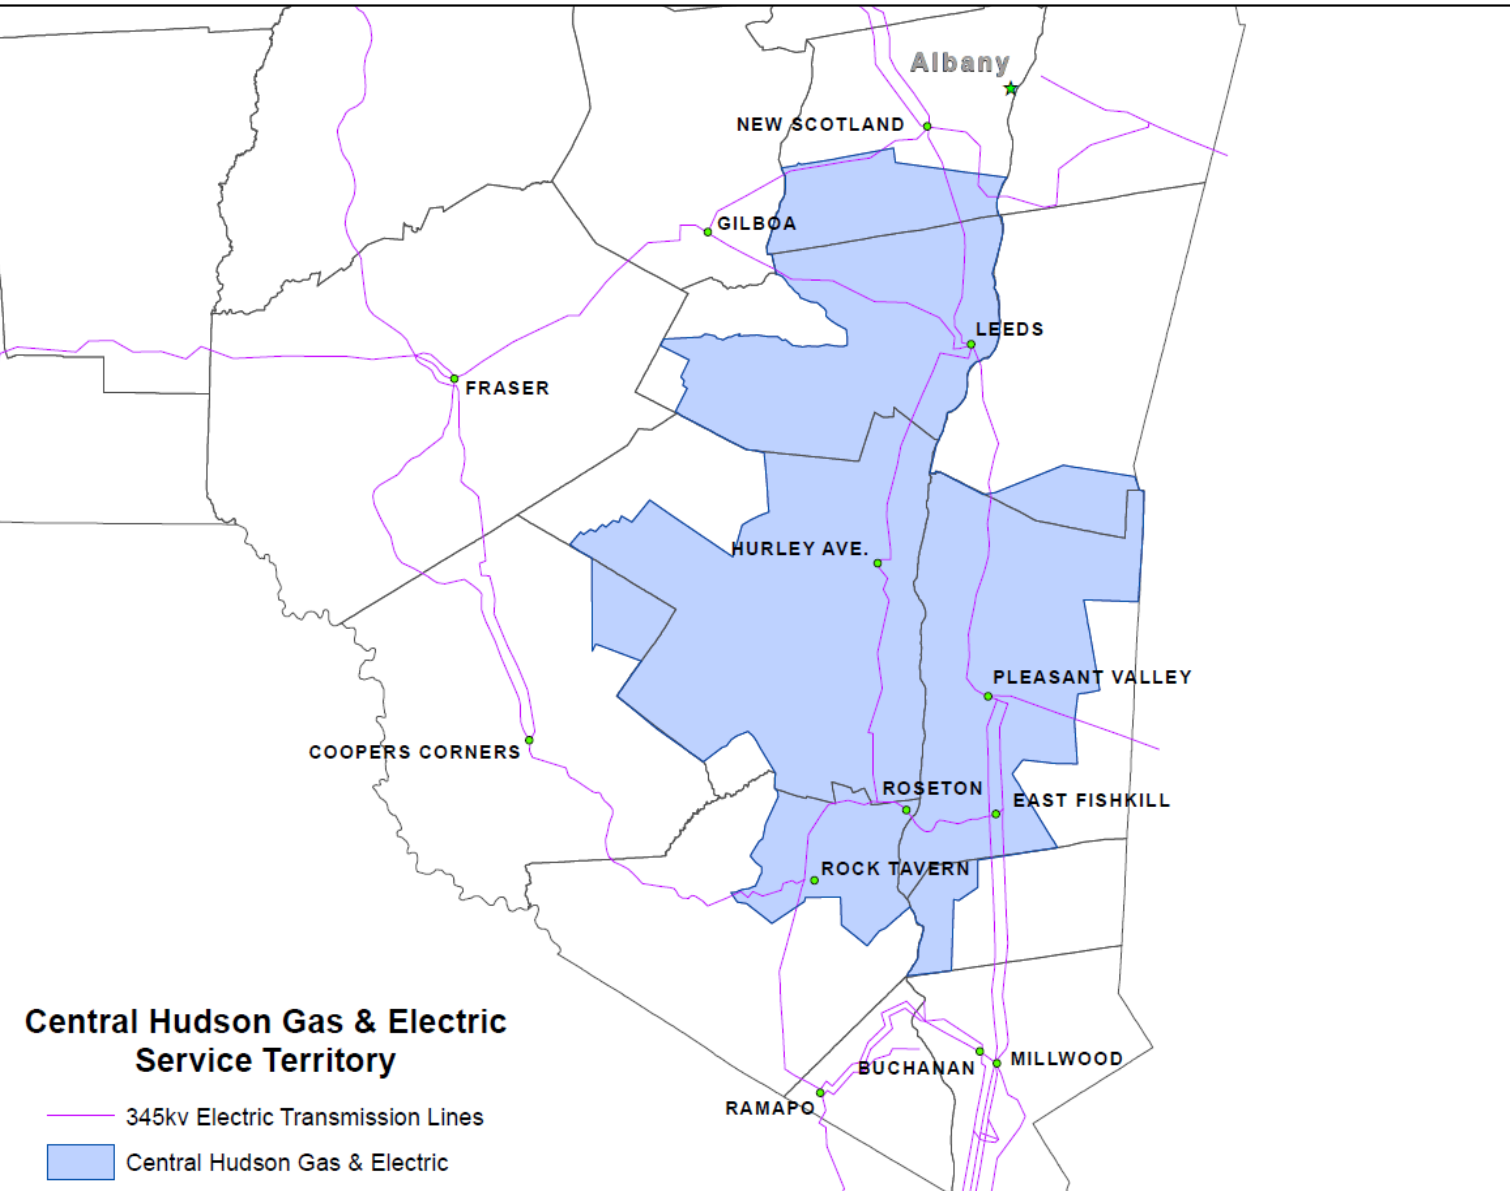 Albany
NEW SCOTLAND
GILBOA
LEEDS
FRASER
HURLEY AVE.
PLEASANT VALLEY
COOPERS CORNERS
ROSETON
EAST FISHKILL
ROCK TAVERN
Central Hudson Gas & Electric
Service Territory
BUCHANAN
MILLWOOD
RAMAPO
345kv Electric Transmission Lines
Central Hudson Gas & Electric